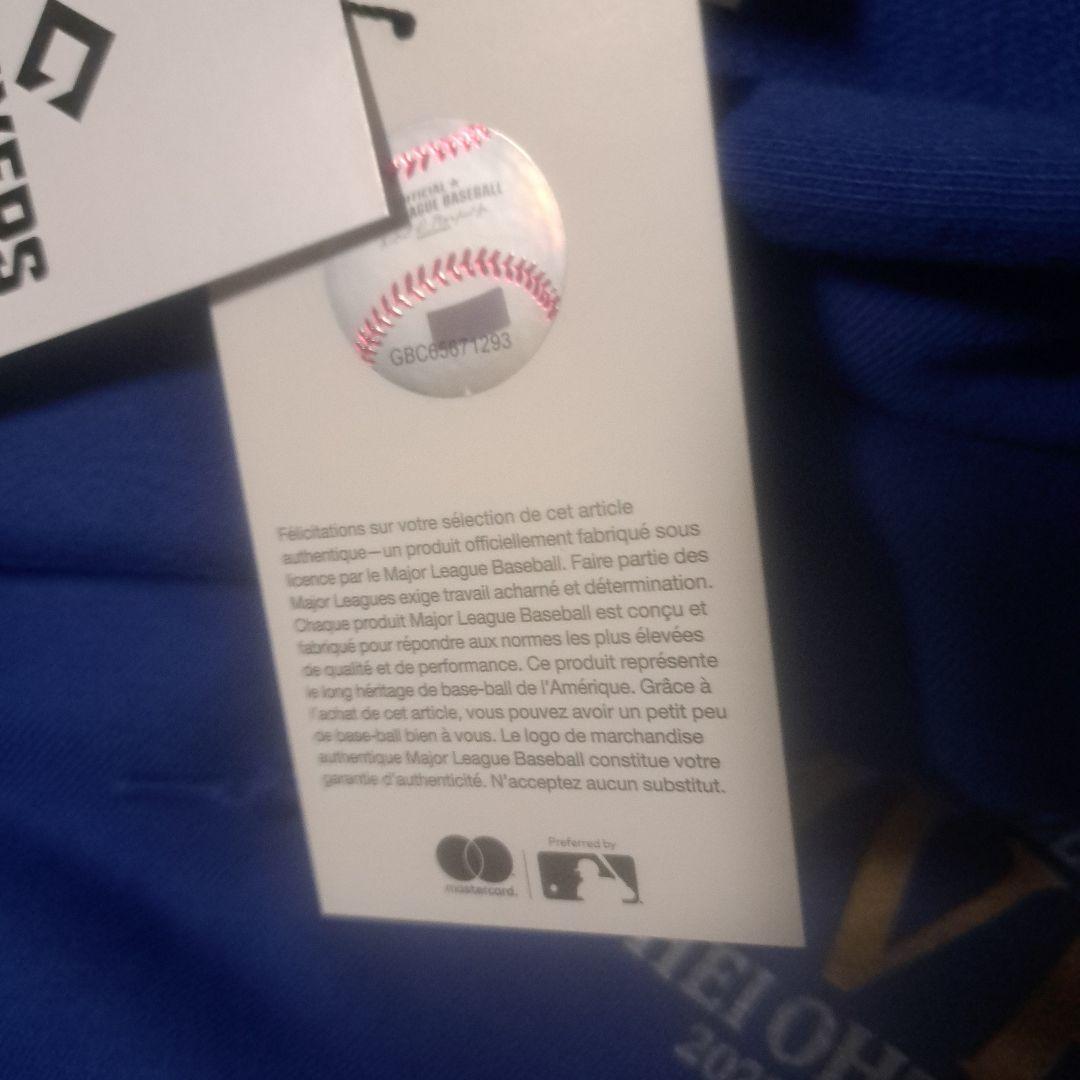 OFFICIAL
LEAGUE BASEBALL
GBC65671293
Félicitations sur votre sélection de cet article
authentique—un produit officiellement fabriqué sous
licence par le Major League Baseball. Faire partie des
Major Leagues exige travail acharné et détermination.
Chaque produit Major League Baseball est conçu et
fabriqué pour répondre aux normes les plus élevées
de qualité et de performance. Ce produit représente
le long héritage de base-ball de l'Amérique. Grâce à
l'achat de cet article, vous pouvez avoir un petit peu
de base-ball bien à vous. Le logo de marchandise
authentique Major League Baseball constitue votre
garantie d'authenticité. N'acceptez aucun substitut.
mastercard.
Preferred by
HEI OH
202